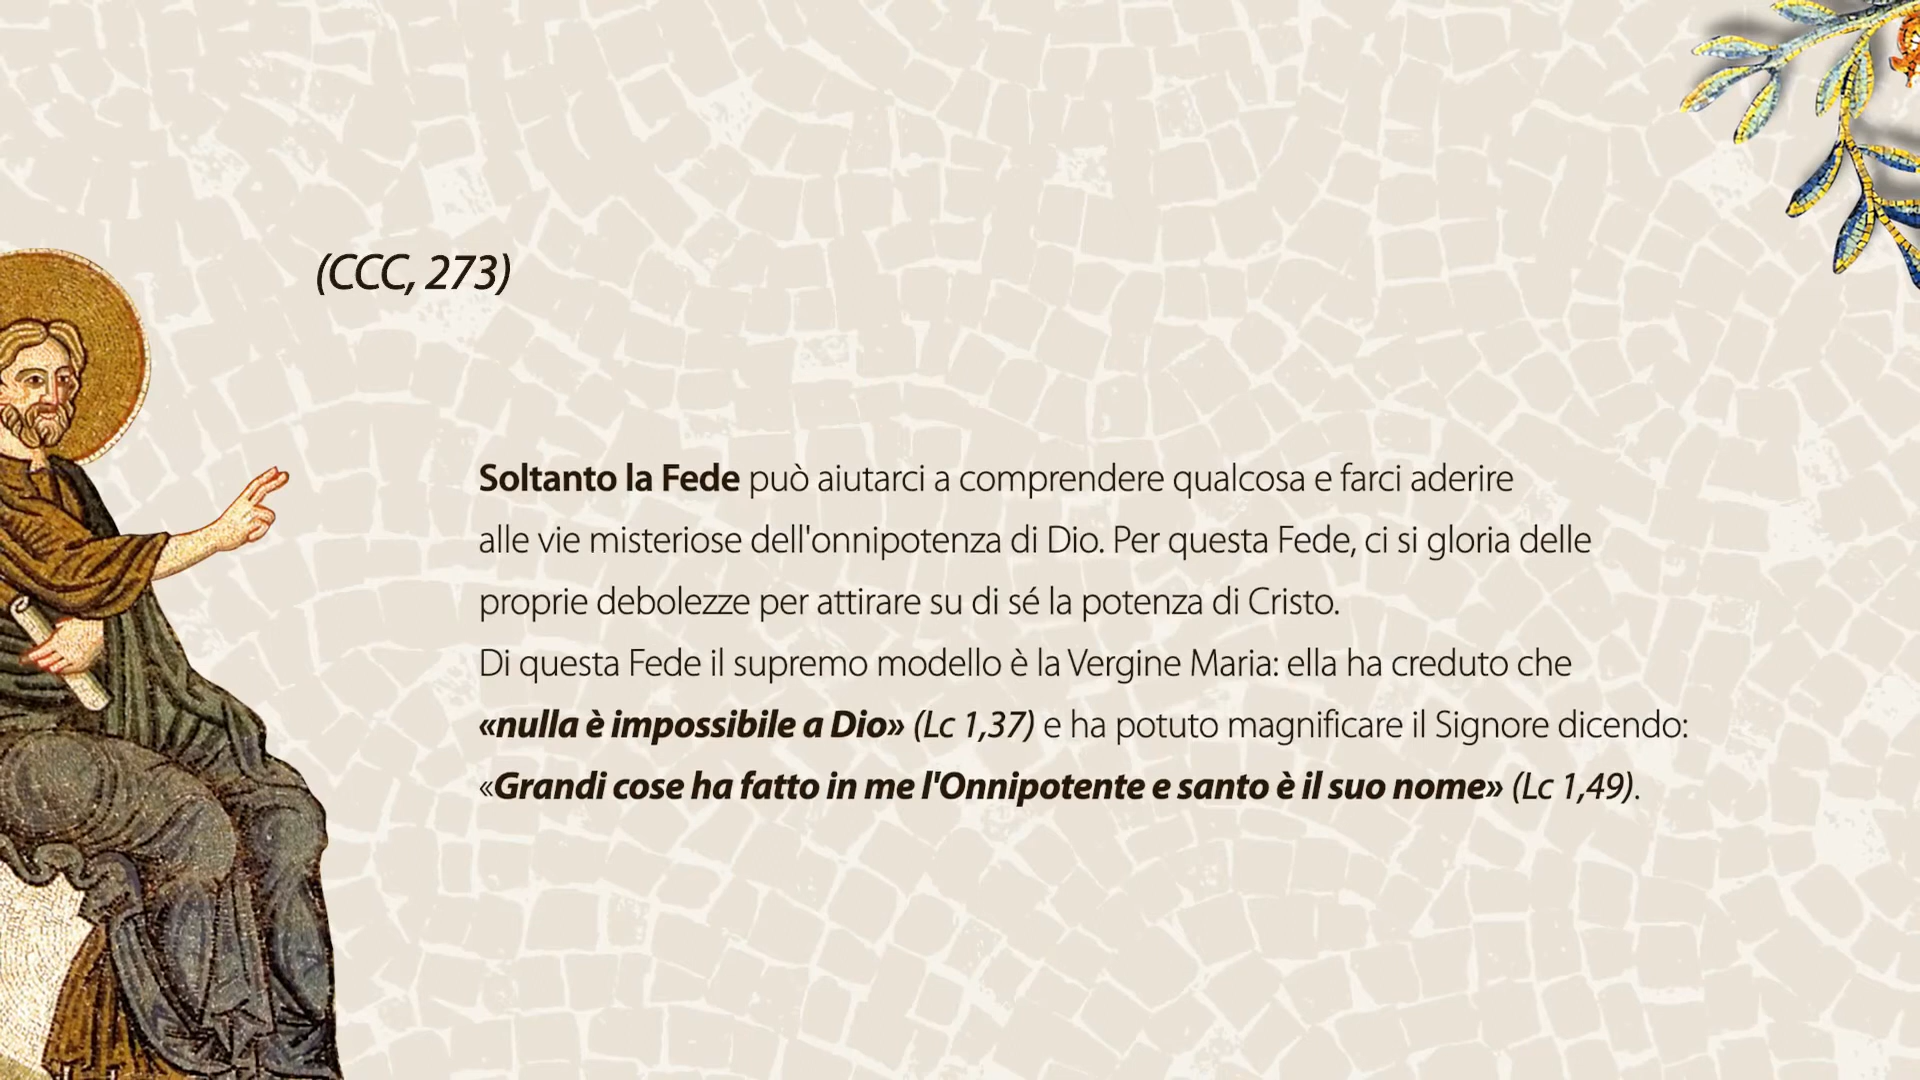 (CCC, 273)
Soltanto la Fede può aiutarci a comprendere qualcosa e farci aderire
alle vie misteriose dell'onnipotenza di Dio. Per questa Fede, ci si gloria delle
proprie debolezze per attirare su di sé la potenza di Cristo.
Di questa Fede il supremo modello è la Vergine Maria: ella ha creduto che
«nulla è impossibile a Dio» (Lc 1,37) e ha potuto magnificare il Signore dicendo:
«Grandi cose ha fatto in me l'Onnipotente e santo è il suo nome» (Lc 1,49).